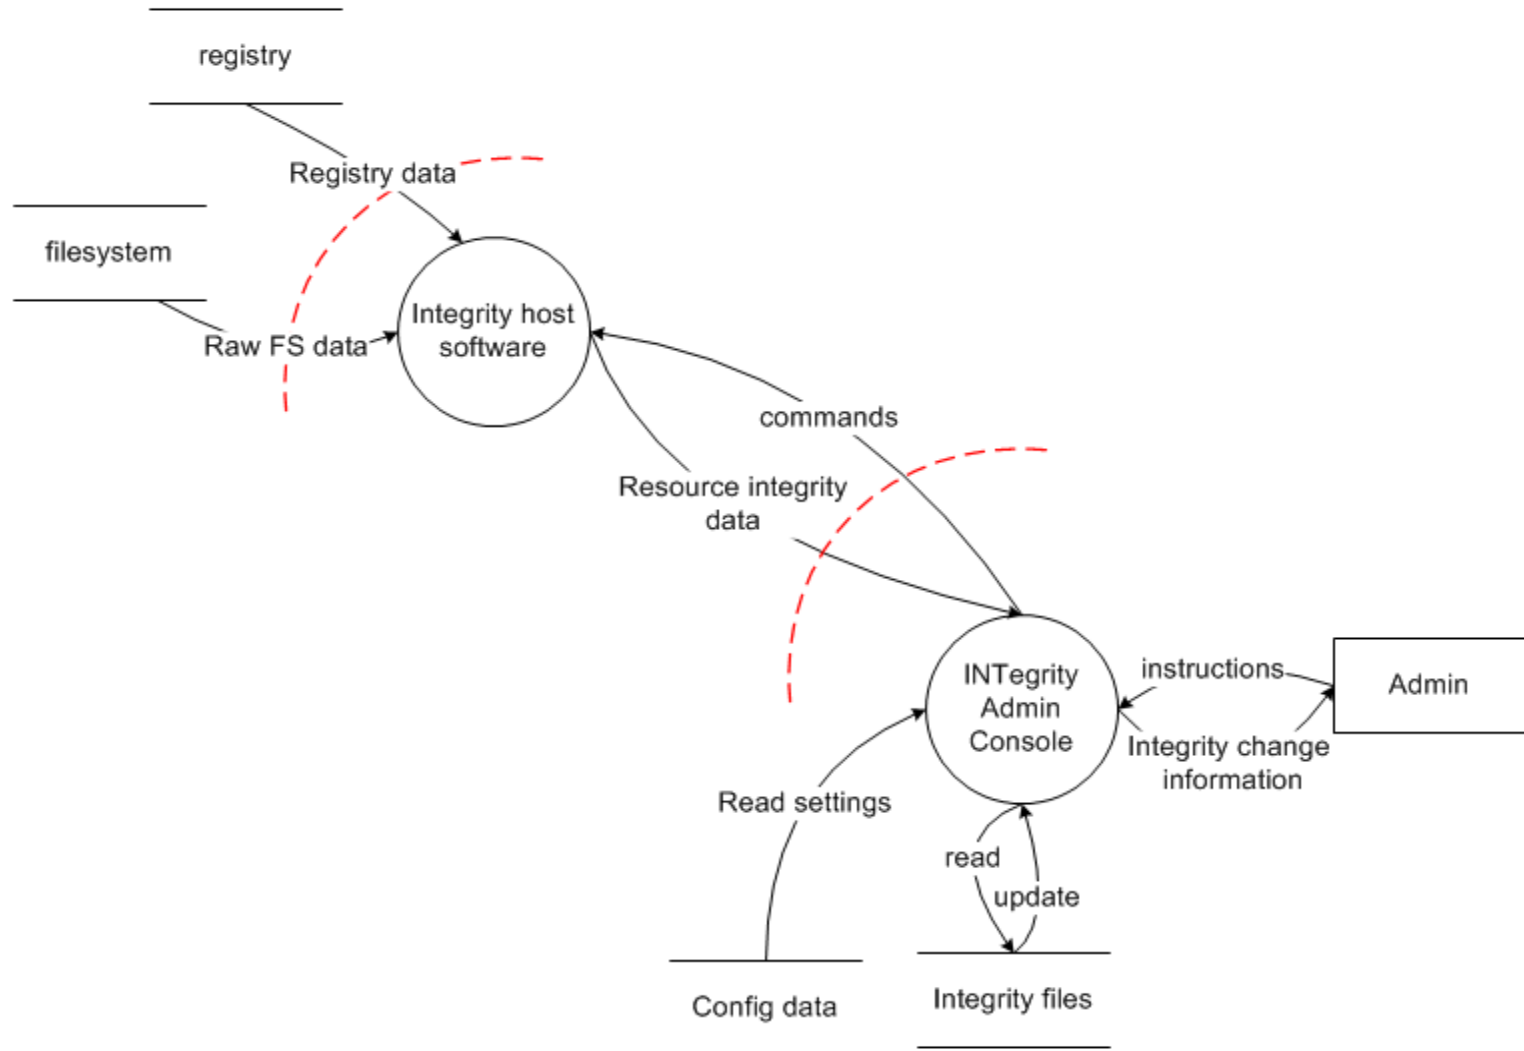 registry
Registry data
filesystem
Raw FS data
Integrity host
software
commands
Resource integrity
data
INTegrity
Admin
Console
instructions
Admin
Integrity change
information
Read settings
read
update
Config data
Integrity files